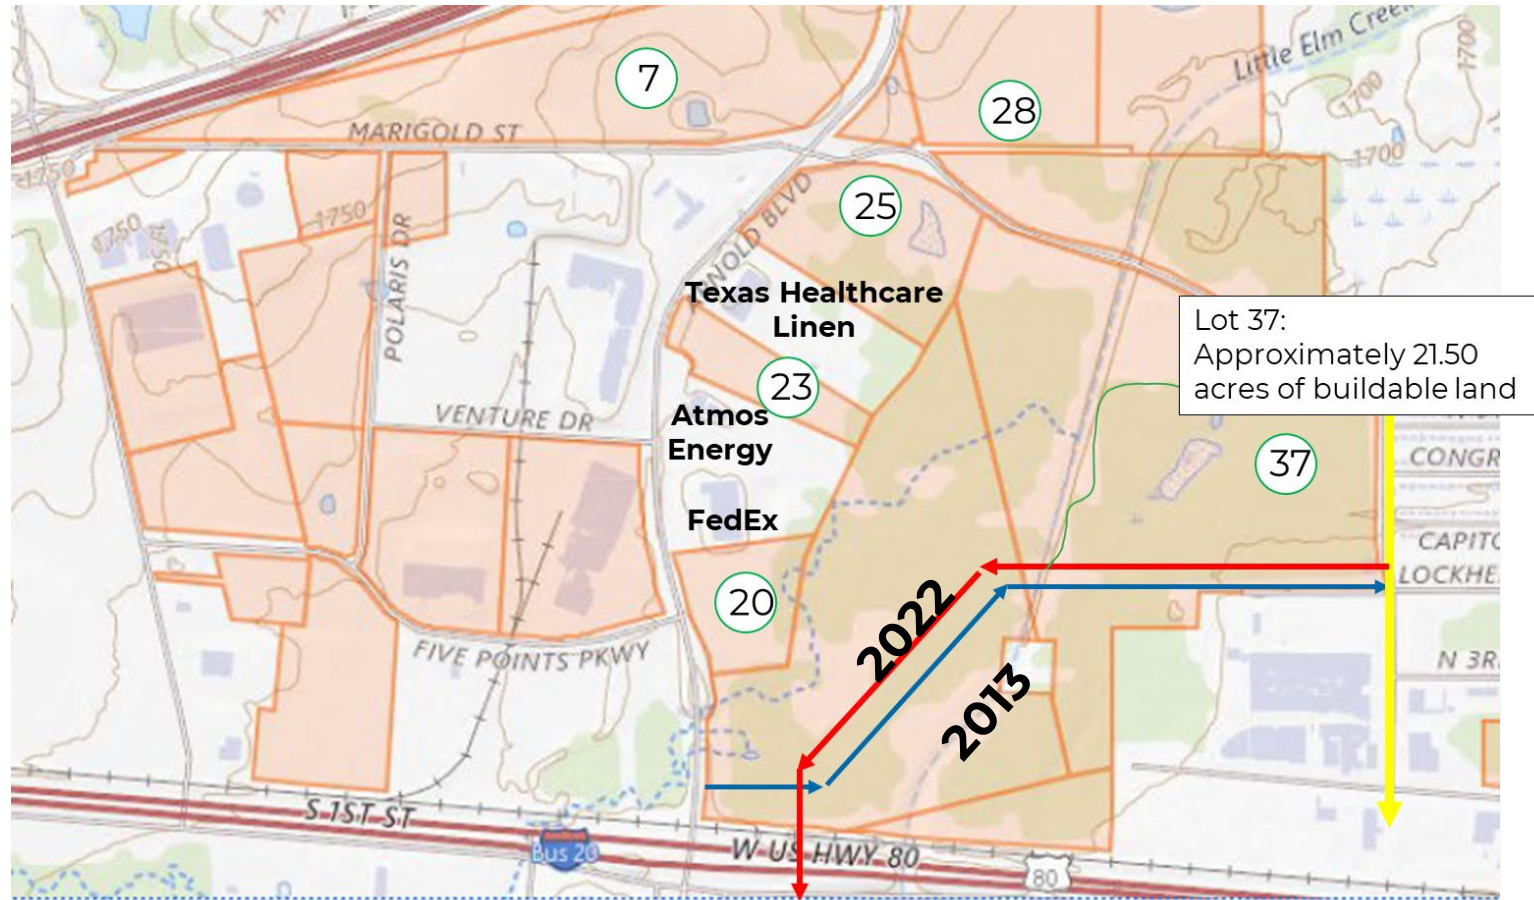 Little Elm Creek
1700
7
28
1700
MARIGOLD ST
1700
1750
25
1750
1750
1750
POLARIS DR
Texas Healthcare
Linen
Lot 37:
Approximately 21.50
acres of buildable land
23
VENTURE DR
Atmos
Energy
37
CONGR
FedEx
CAPITO
LOCKHE
20
2022
FIVE POINTS PKWY
N 3R
2013
S 1ST ST
Bus 20
W US HWY 80
80